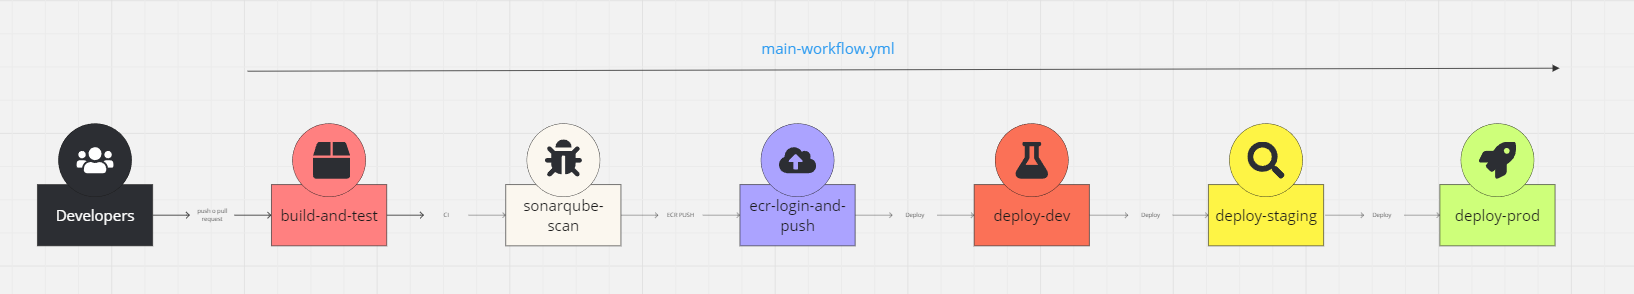 main-workflow.yml
Developers
push o pull
request
build-and-test
CI
sonarqube-
scan
ECR PUSH
ecr-login-and-
push
Deploy
deploy-dev
Deploy
deploy-staging
Deploy
deploy-prod